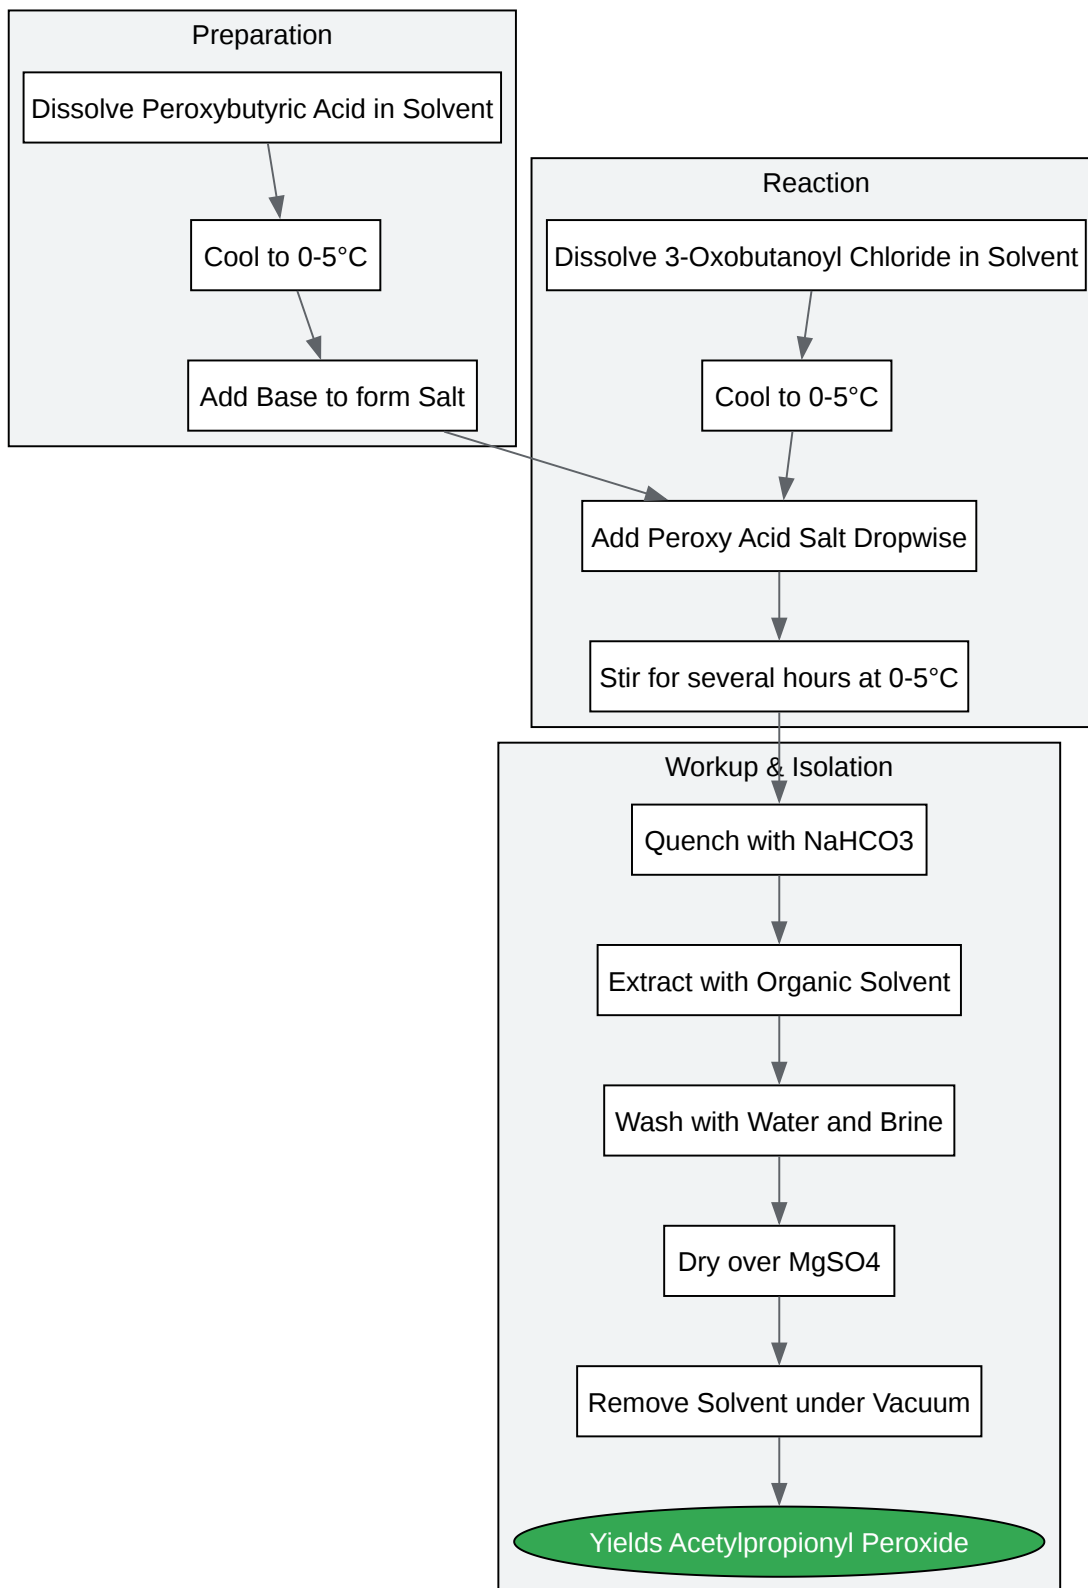 Preparation
Dissolve Peroxybutyric Acid in Solvent
Cool to 0-5°C
Add Base to form Salt
Reaction
Dissolve 3-Oxobutanoyl Chloride in Solvent
Cool to 0-5°C
Add Peroxy Acid Salt Dropwise
Stir for several hours at 0-5°C
Workup & Isolation
Quench with NaHCO3
Extract with Organic Solvent
Wash with Water and Brine
Dry over MgSO4
Remove Solvent under Vacuum
Yields Acetylpropionyl Peroxide